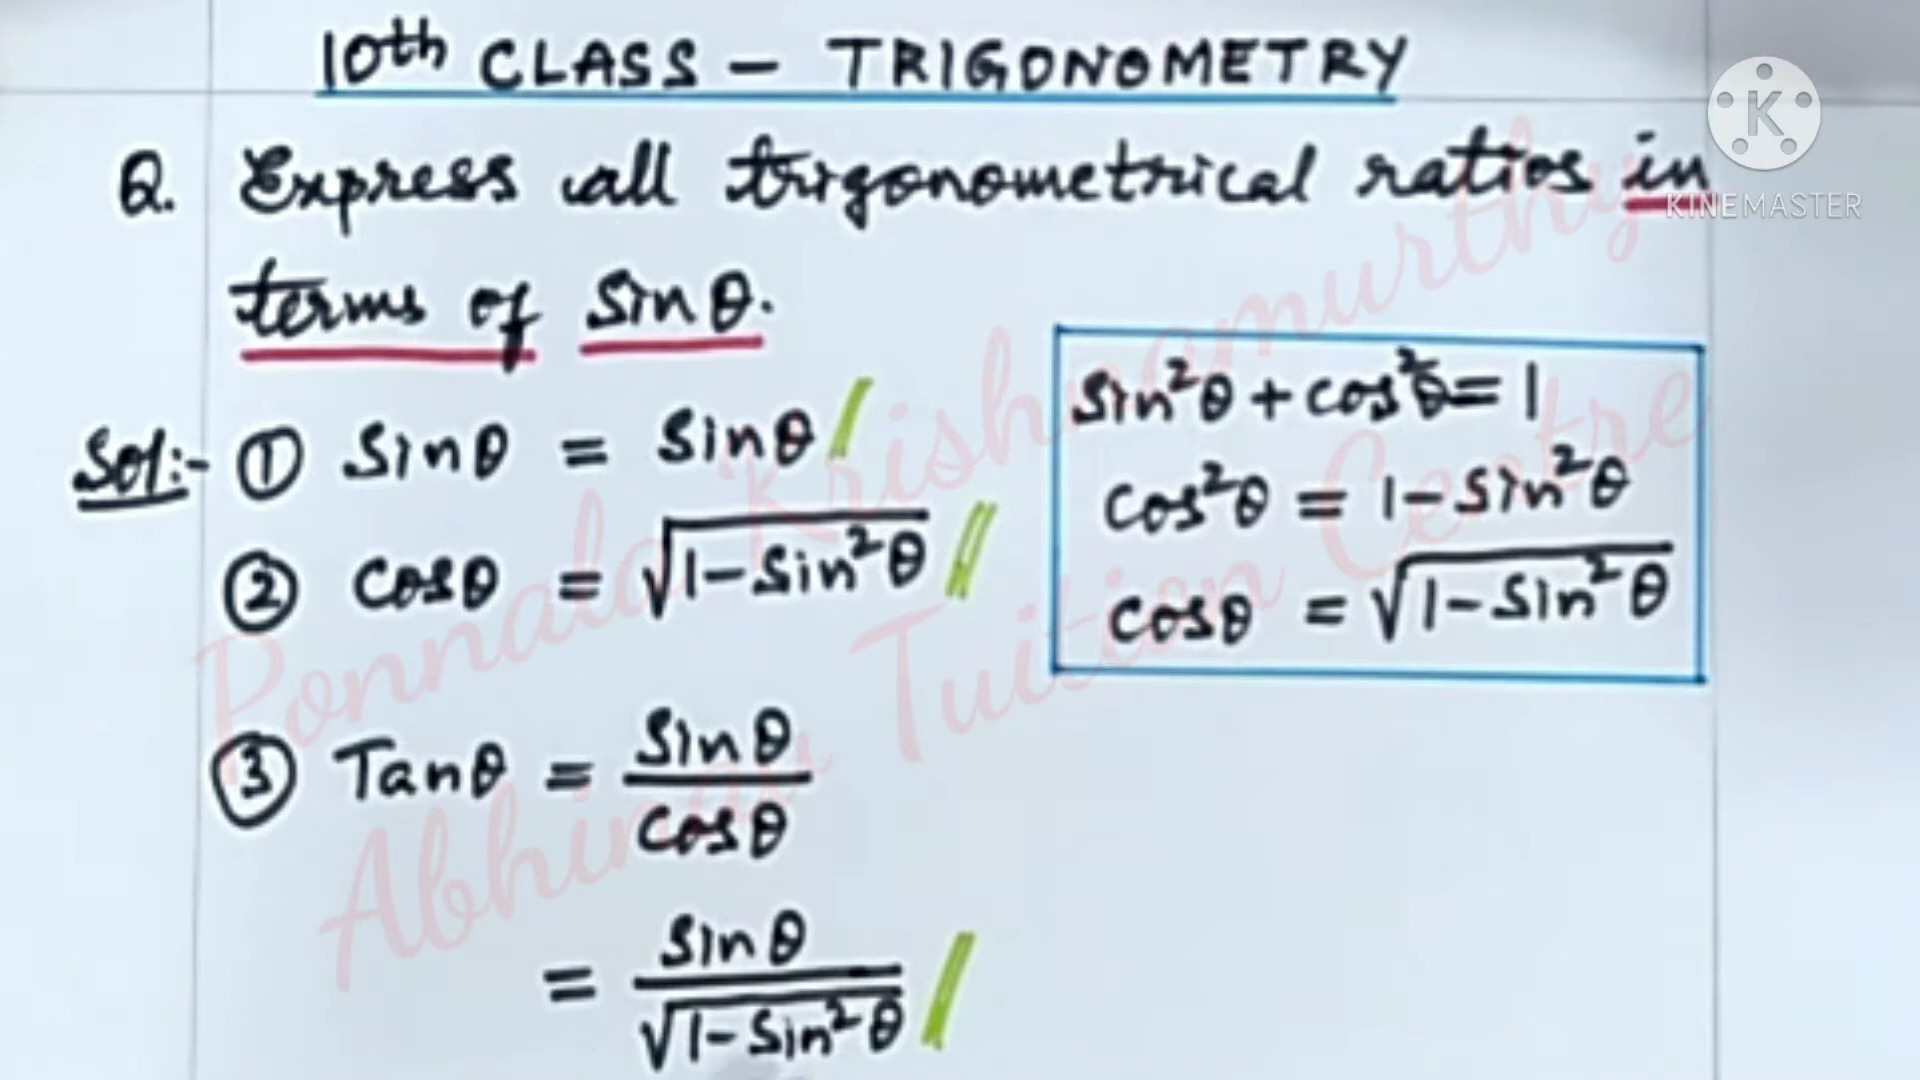 10th CLASS – TRIGONOMETRY
Q. Express all trigonometrical ratios in
terms of sinθ.
Sol:- ① sinθ = sinθ
② cosθ = √1-sin²θ
③ Tanθ = sinθ/cosθ
= sinθ/√1-sin²θ
sin²θ + cos²θ = 1
cos²θ = 1-sin²θ
cosθ = √1-sin²θ
K
KINEMASTER
Ponnala Krishnamurthy
Abhinav Tuition Centre